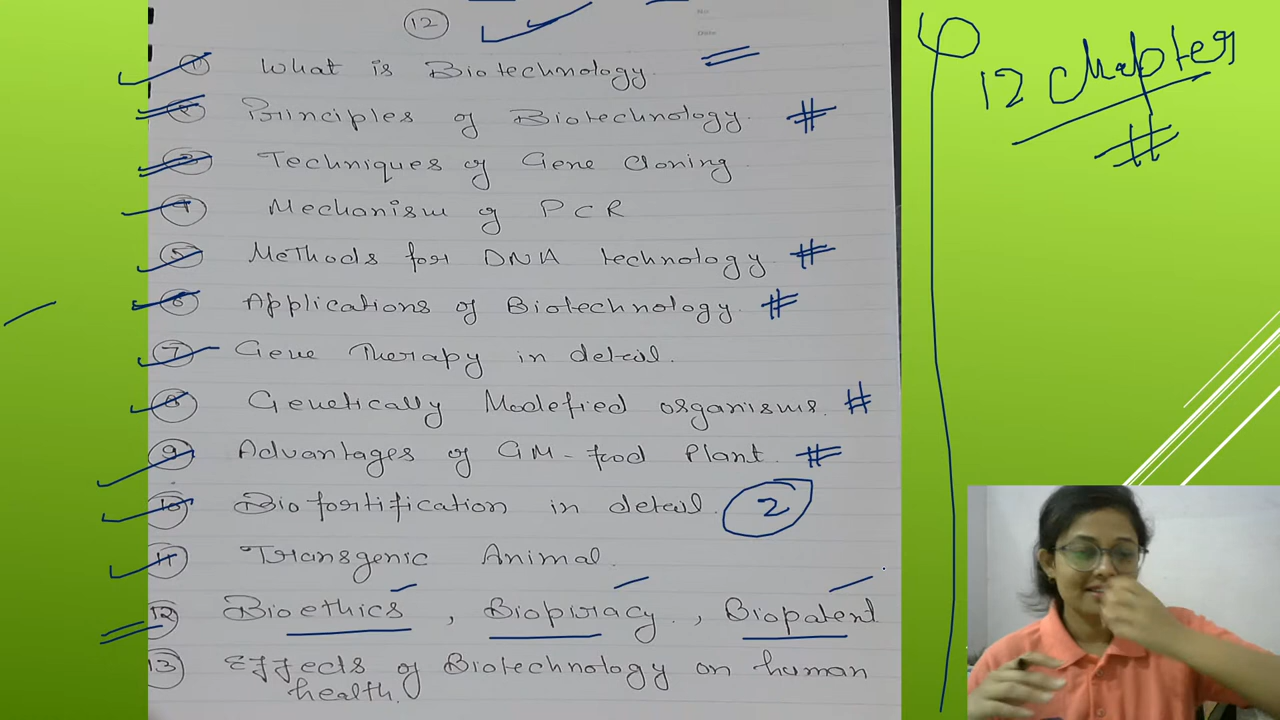 12
1 What is Biotechnology.
2 Principles of Biotechnology. #
3 Techniques of Gene Cloning
4 Mechanism of PCR
5 Methods for DNA technology #
6 Applications of Biotechnology. #
7 Gene Therapy in detail.
8 Genetically Modefied organisms. #
9 Advantages of GM-food Plant. #
10 Bio fortification in detail. 2
11 Transgenic Animal.
12 Bioethics, Biopiracy., Biopatent
13 Effects of Biotechnology on human
health.
12 Chapter
#